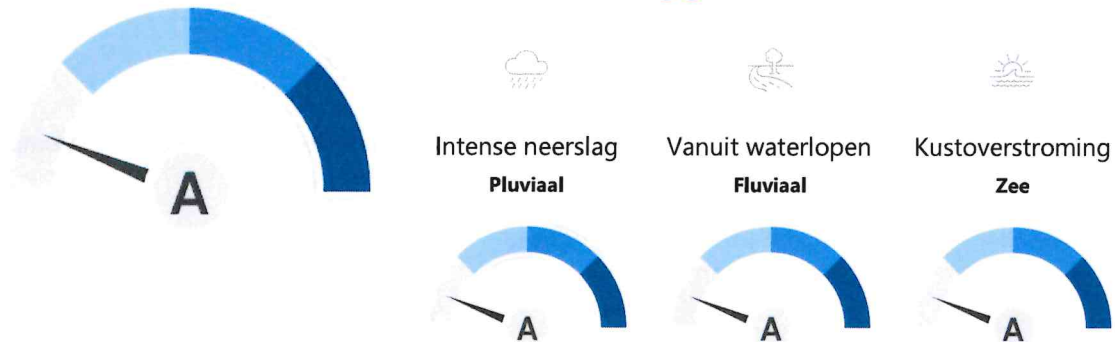 A
Intense neerslag
Pluviaal
A
Vanuit waterlopen
Fluviaal
A
Kustoverstroming
Zee
A